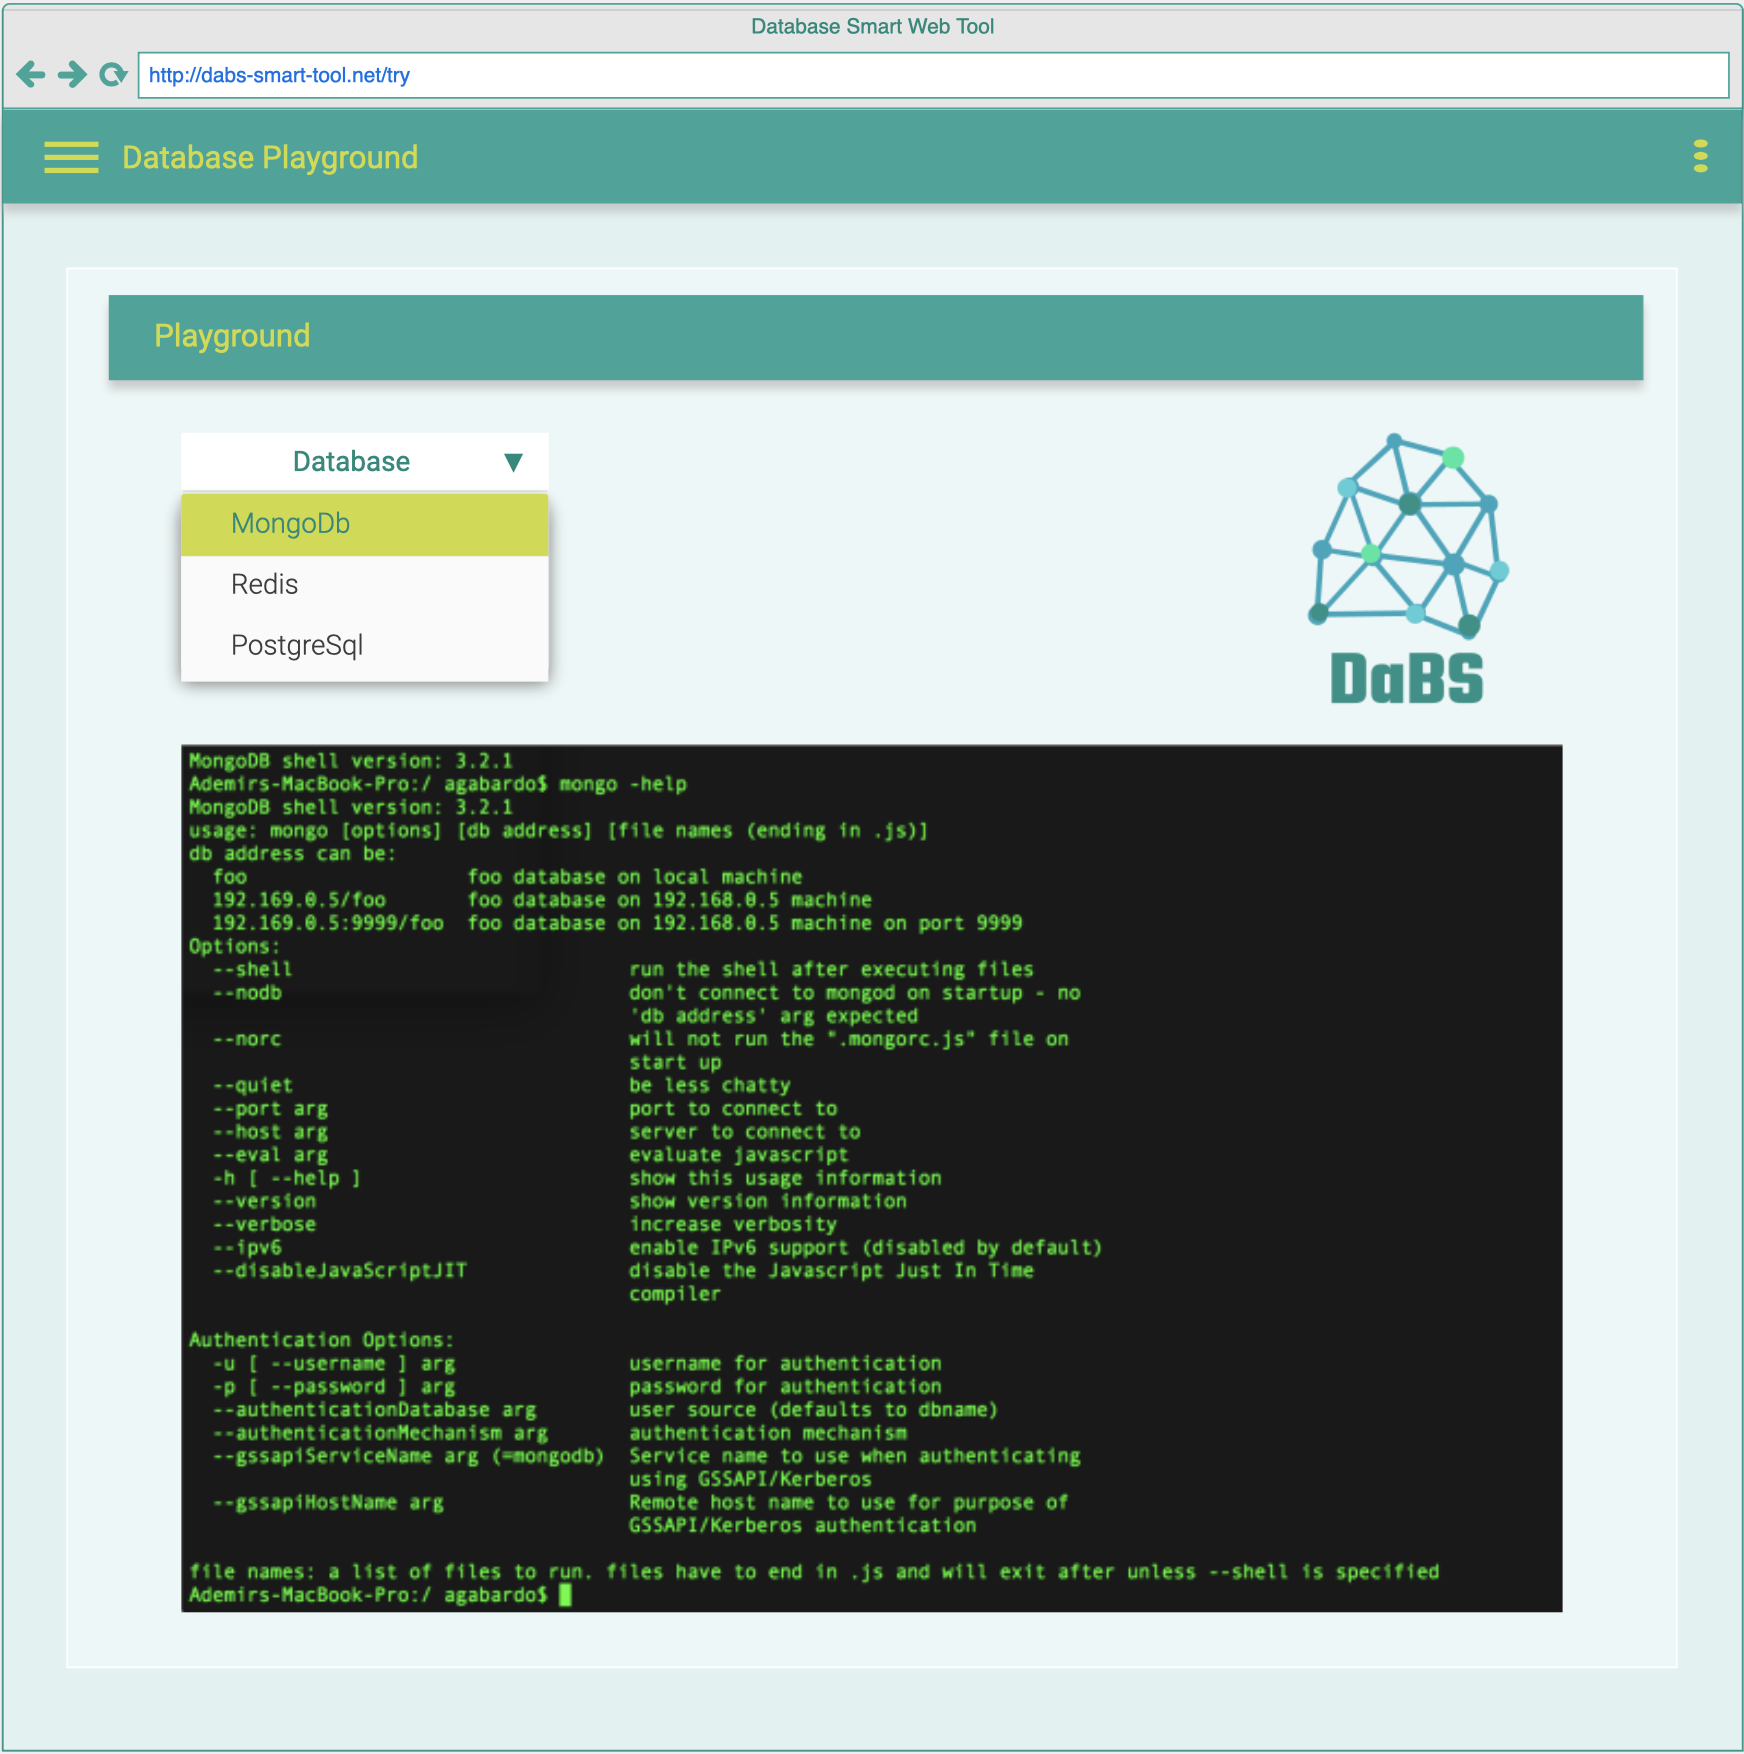 Database Smart Web Tool
http://dabs-smart-tool.net/try
Database Playground
Playground
Database ▼
MongoDb
Redis
PostgreSql
DaBS
MongoDB shell version: 3.2.1
Ademirs-MacBook-Pro:/ agabardo$ mongo -help
MongoDB shell version: 3.2.1
usage: mongo [options] [db address] [file names (ending in .js)]
db address can be:
  foo                   foo database on local machine
  192.169.0.5/foo       foo database on 192.168.0.5 machine
  192.169.0.5:9999/foo  foo database on 192.168.0.5 machine on port 9999
Options:
  --shell                             run the shell after executing files
  --nodb                              don't connect to mongod on startup - no
                                      'db address' arg expected
  --norc                              will not run the ".mongorc.js" file on
                                      start up
  --quiet                             be less chatty
  --port arg                          port to connect to
  --host arg                          server to connect to
  --eval arg                          evaluate javascript
  -h [ --help ]                       show this usage information
  --version                           show version information
  --verbose                           increase verbosity
  --ipv6                              enable IPv6 support (disabled by default)
  --disableJavaScriptJIT              disable the Javascript Just In Time
                                      compiler
Authentication Options:
  -u [ --username ] arg               username for authentication
  -p [ --password ] arg               password for authentication
  --authenticationDatabase arg        user source (defaults to dbname)
  --authenticationMechanism arg       authentication mechanism
  --gssapiServiceName arg (=mongodb)  Service name to use when authenticating
                                      using GSSAPI/Kerberos
  --gssapiHostName arg                Remote host name to use for purpose of
                                      GSSAPI/Kerberos authentication
file names: a list of files to run. files have to end in .js and will exit after unless --shell is specified
Ademirs-MacBook-Pro:/ agabardo$